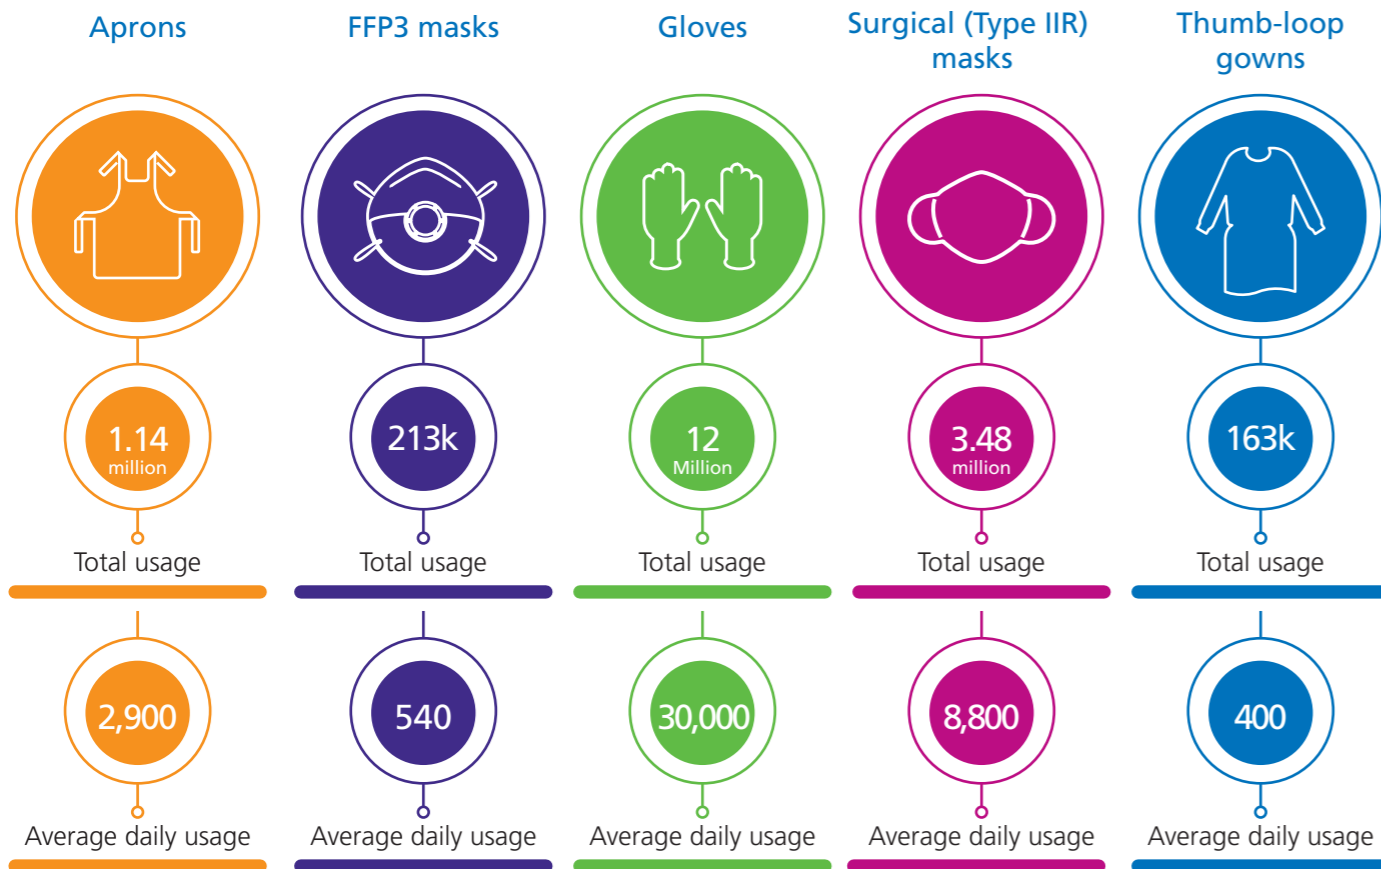 Aprons
FFP3 masks
Gloves
Surgical (Type IIR)
masks
Thumb-loop
gowns
1.14
million
213k
12
Million
3.48
million
163k
Total usage
Total usage
Total usage
Total usage
Total usage
2,900
540
30,000
8,800
400
Average daily usage
Average daily usage
Average daily usage
Average daily usage
Average daily usage